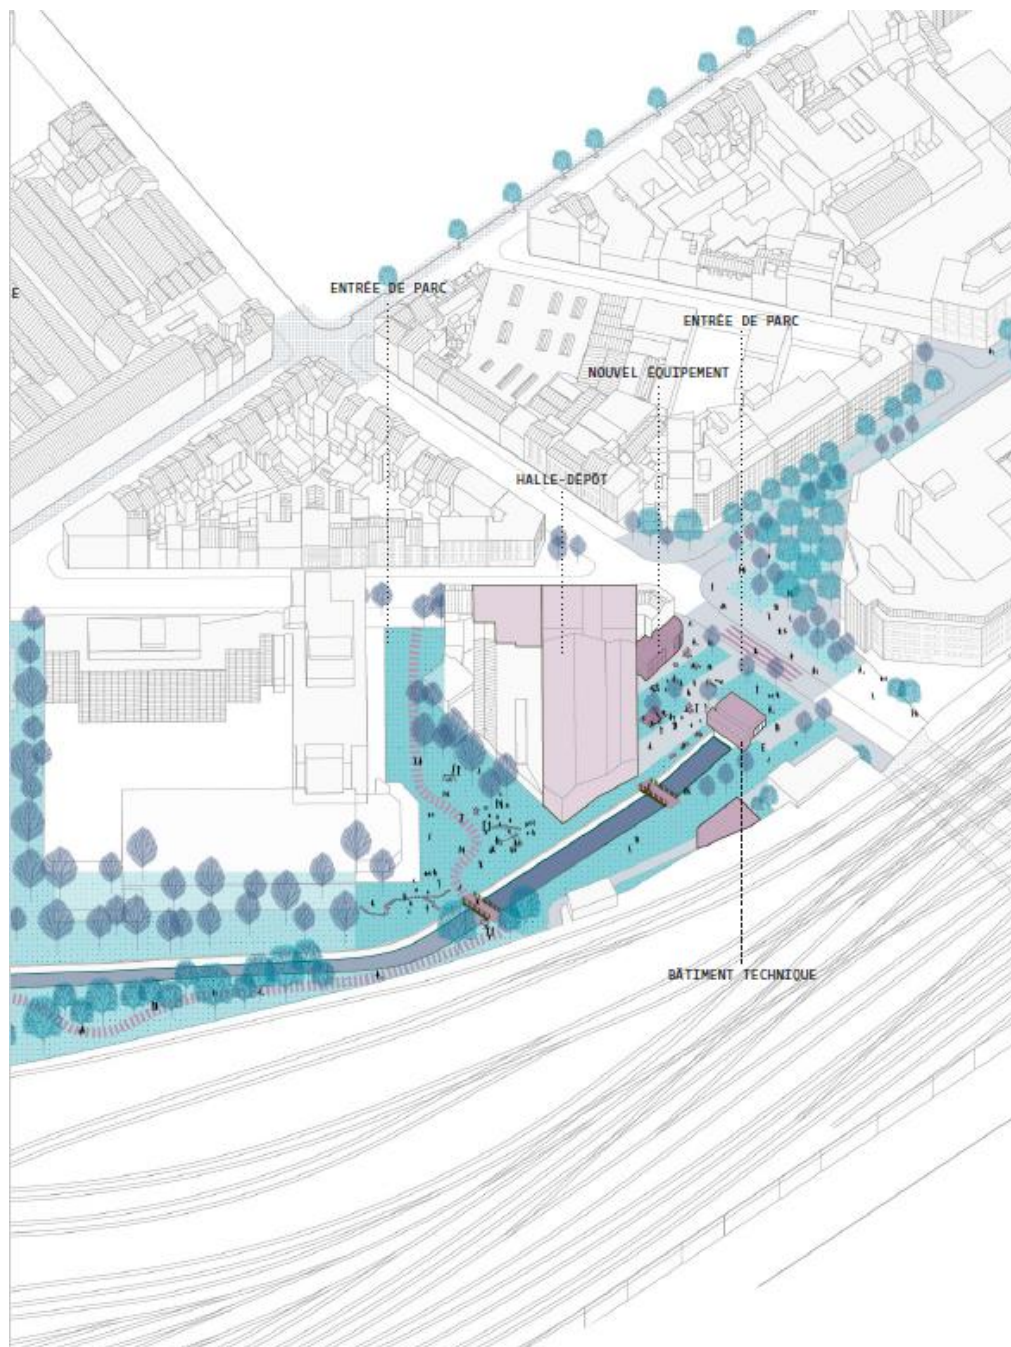 E
ENTRÉE DE PARC
ENTRÉE DE PARC
NOUVEL ÉQUIPEMENT
HALLE-DÉPÔT
BÂTIMENT TECHNIQUE